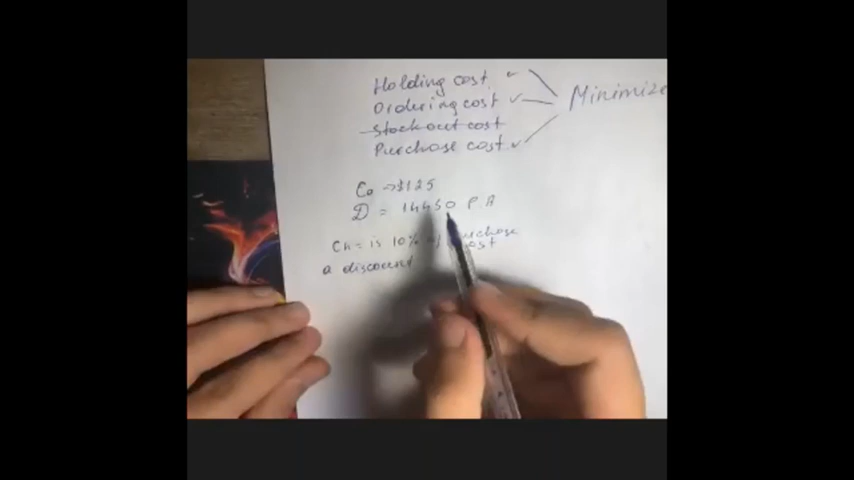 Holding cost ✓
Ordering cost ✓
Stock out cost
Purchase cost ✓
Minimize
Co → $125
D = 14450 P A
Ch = is 10% of purchase cost
a discount